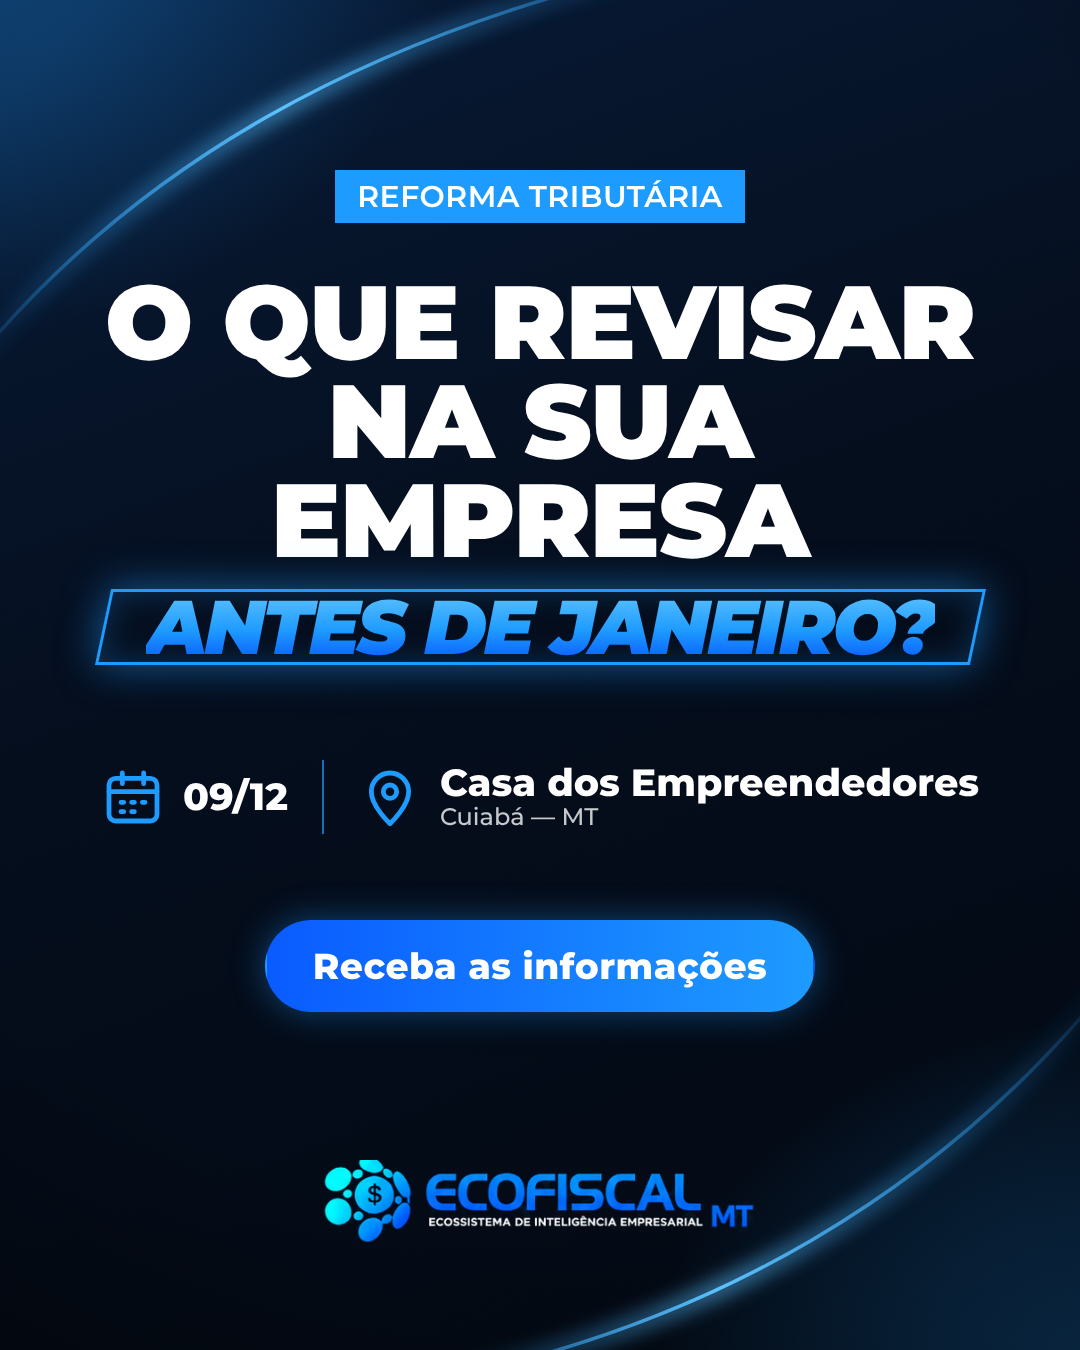 REFORMA TRIBUTÁRIA
O QUE REVISAR
NA SUA
EMPRESA
ANTES DE JANEIRO?
09/12
Casa dos Empreendedores
Cuiabá — MT
Receba as informações
$
ECOFISCAL
ECOSSISTEMA DE INTELIGÊNCIA EMPRESARIAL
MT